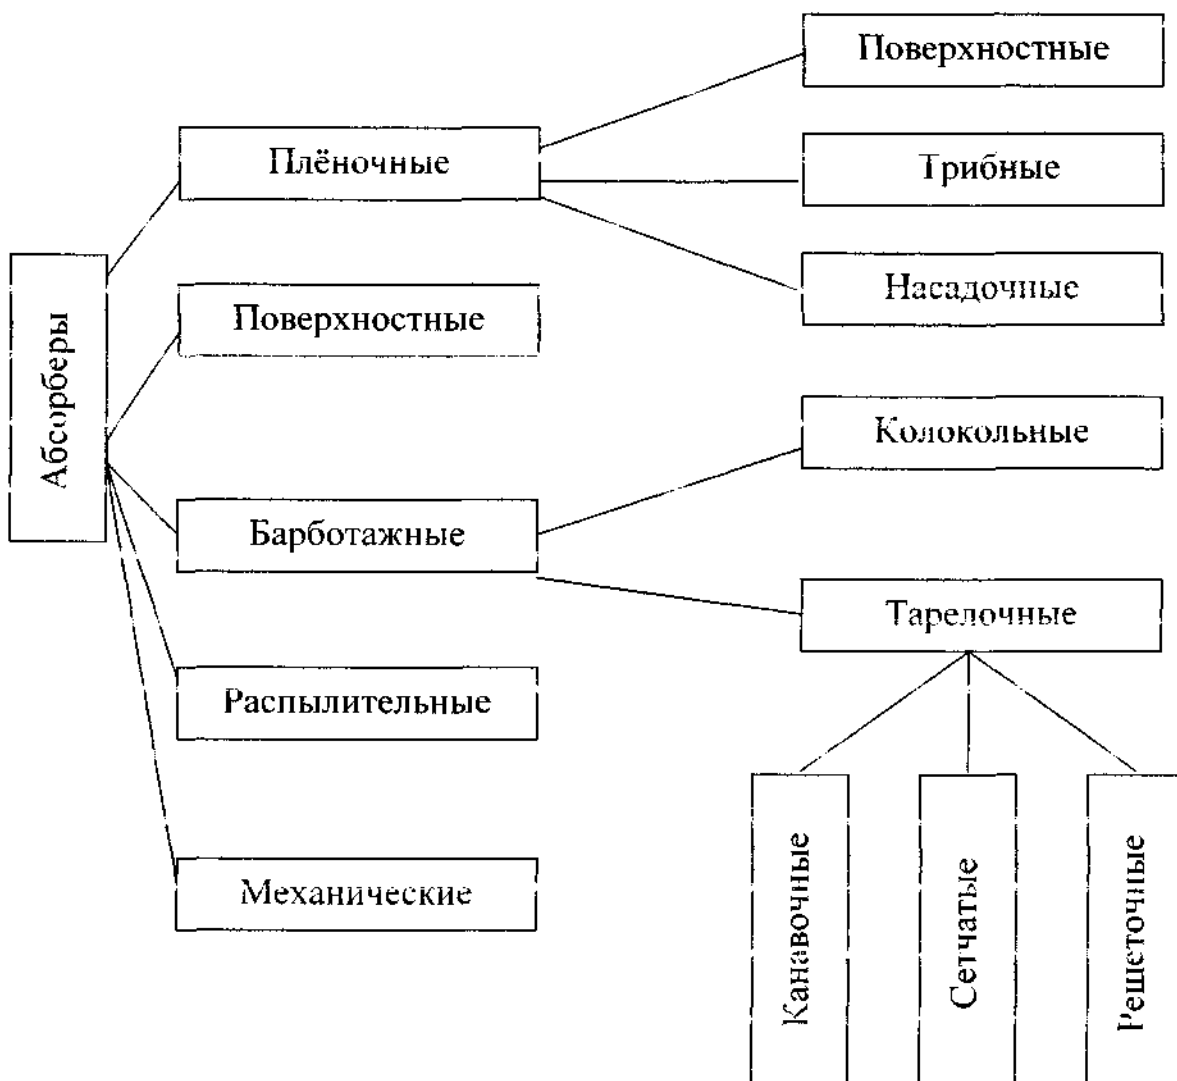 Абсорберы
Плёночные
Поверхностные
Барботажные
Распылительные
Механические
Поверхностные
Трибные
Насадочные
Колокольные
Тарелочные
Канавочные
Сетчатые
Решеточные